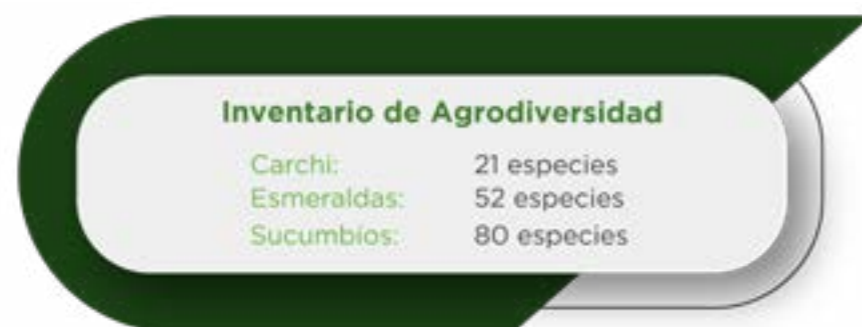 Inventario de Agrodiversidad
Carchi: 21 especies
Esmeraldas: 52 especies
Sucumbios: 80 especies